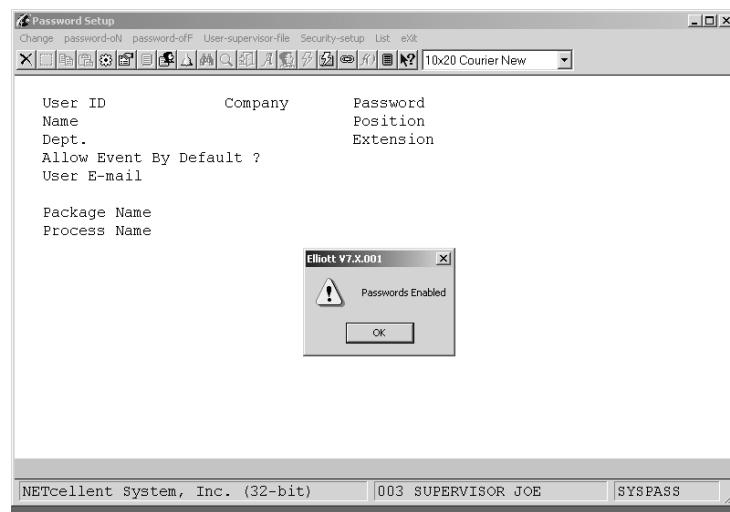 Password Setup
Change password-oN password-ofF User-supervisor-file Security-setup List eXit
10x20 Courier New
User ID Company Password
Name Position
Dept. Extension
Allow Event By Default ?
User E-mail
Package Name
Process Name
Elliott V7.X.001
Passwords Enabled
OK
NETcellent System, Inc. (32-bit) 003 SUPERVISOR JOE SYSPASS